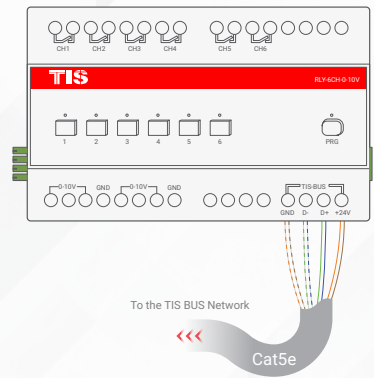 CH1 CH2 CH3 CH4 CH5 CH6
TIS RLY-6CH-0-10V
1 2 3 4 5 6 PRG
0-10V GND 0-10V GND TIS-BUS
GND D- D+ +24V
To the TIS BUS Network
Cat5e